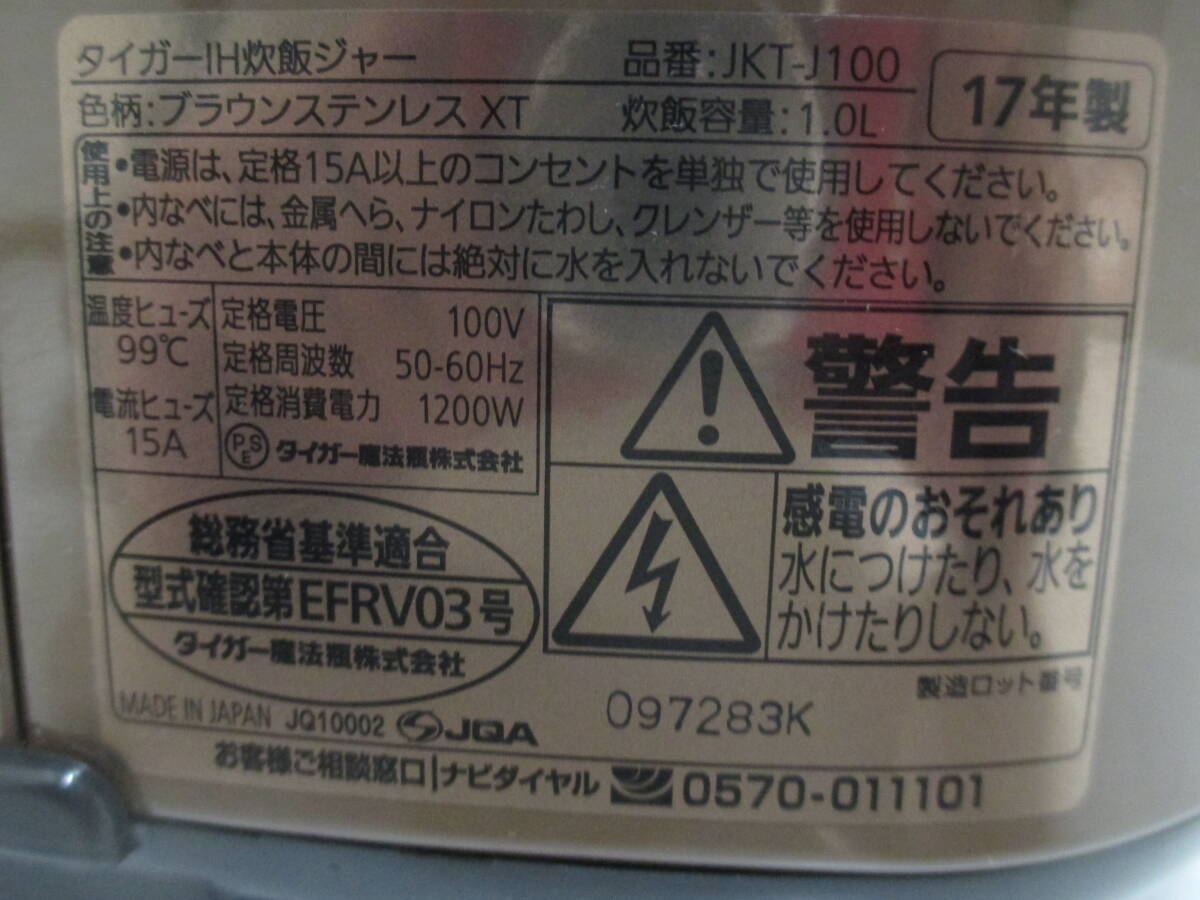 タイガーIH炊飯ジャー 品番:JKT-J100
色柄:ブラウンステンレス XT 炊飯容量:1.0L
17年製
使用上の注意
•電源は、定格15A以上のコンセントを単独で使用してください。
•内なべには、金属へら、ナイロンたわし、クレンザー等を使用しないでください。
•内なべと本体の間には絶対に水を入れないでください。
温度ヒューズ
99℃
電流ヒューズ
15A
定格電圧 100V
定格周波数 50-60Hz
定格消費電力 1200W
PSE タイガー魔法瓶株式会社
警告
感電のおそれあり
水につけたり、水を
かけたりしない。
総務省基準適合
型式確認第EFRV03号
タイガー魔法瓶株式会社
製造ロット番号
097283K
MADE IN JAPAN JQ10002 JQA
お客様ご相談窓口|ナビダイヤル 0570-011101